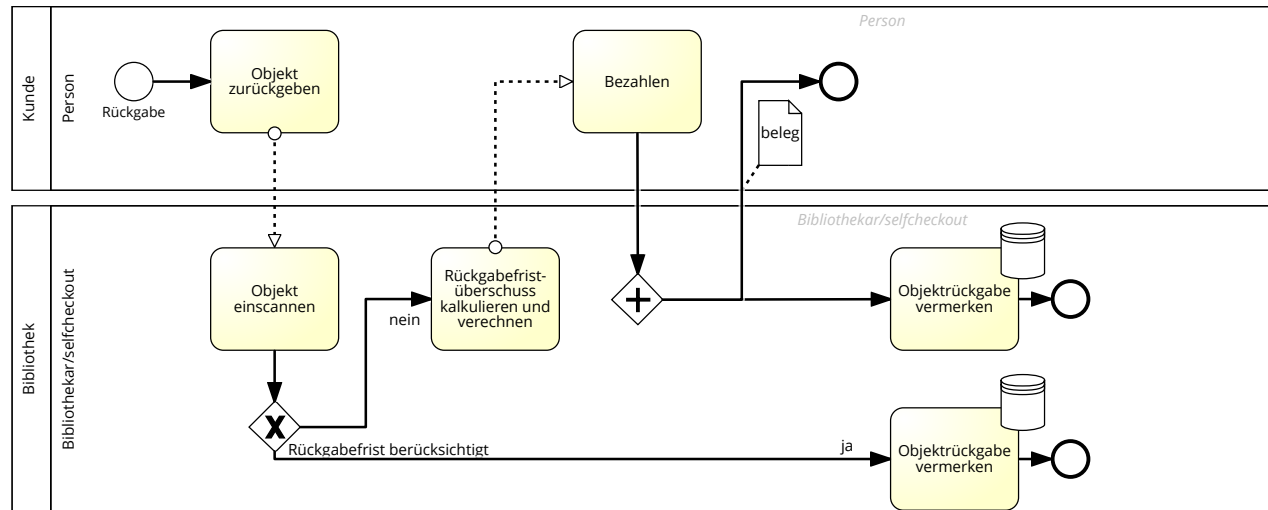 Kunde
Person
Person
Rückgabe
Objekt
zurückgeben
Bezahlen
beleg
Bibliothek
Bibliothekar/selfcheckout
Bibliothekar/selfcheckout
Objekt
einscannen
nein
Rückgabefrist-
überschuss
kalkulieren und
verrechnen
Objektrückgabe
vermerken
Rückgabefrist berücksichtigt
ja
Objektrückgabe
vermerken